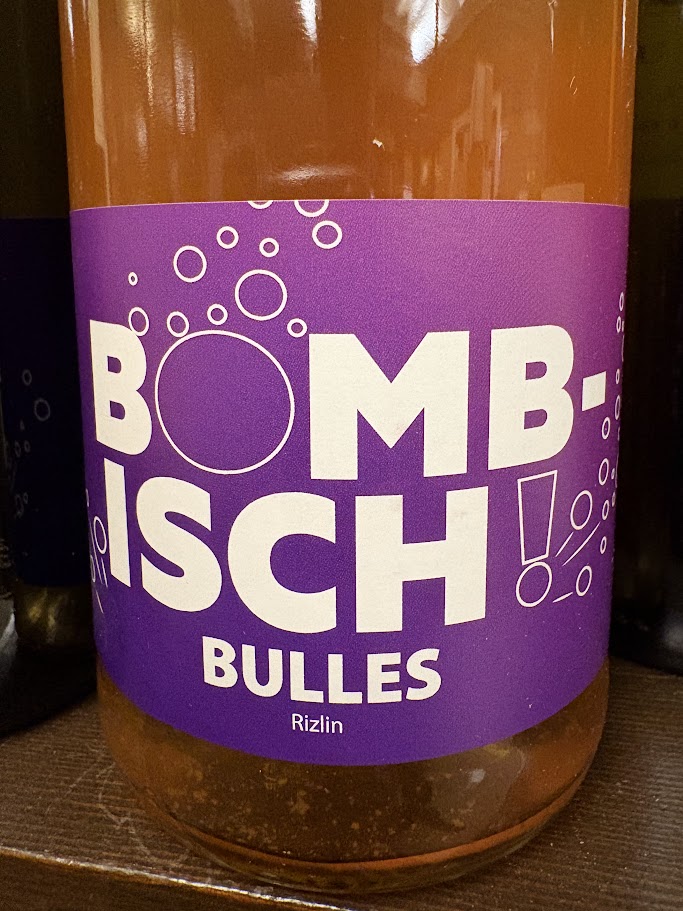 BOMB-
ISCH!
BULLES
Rizlin